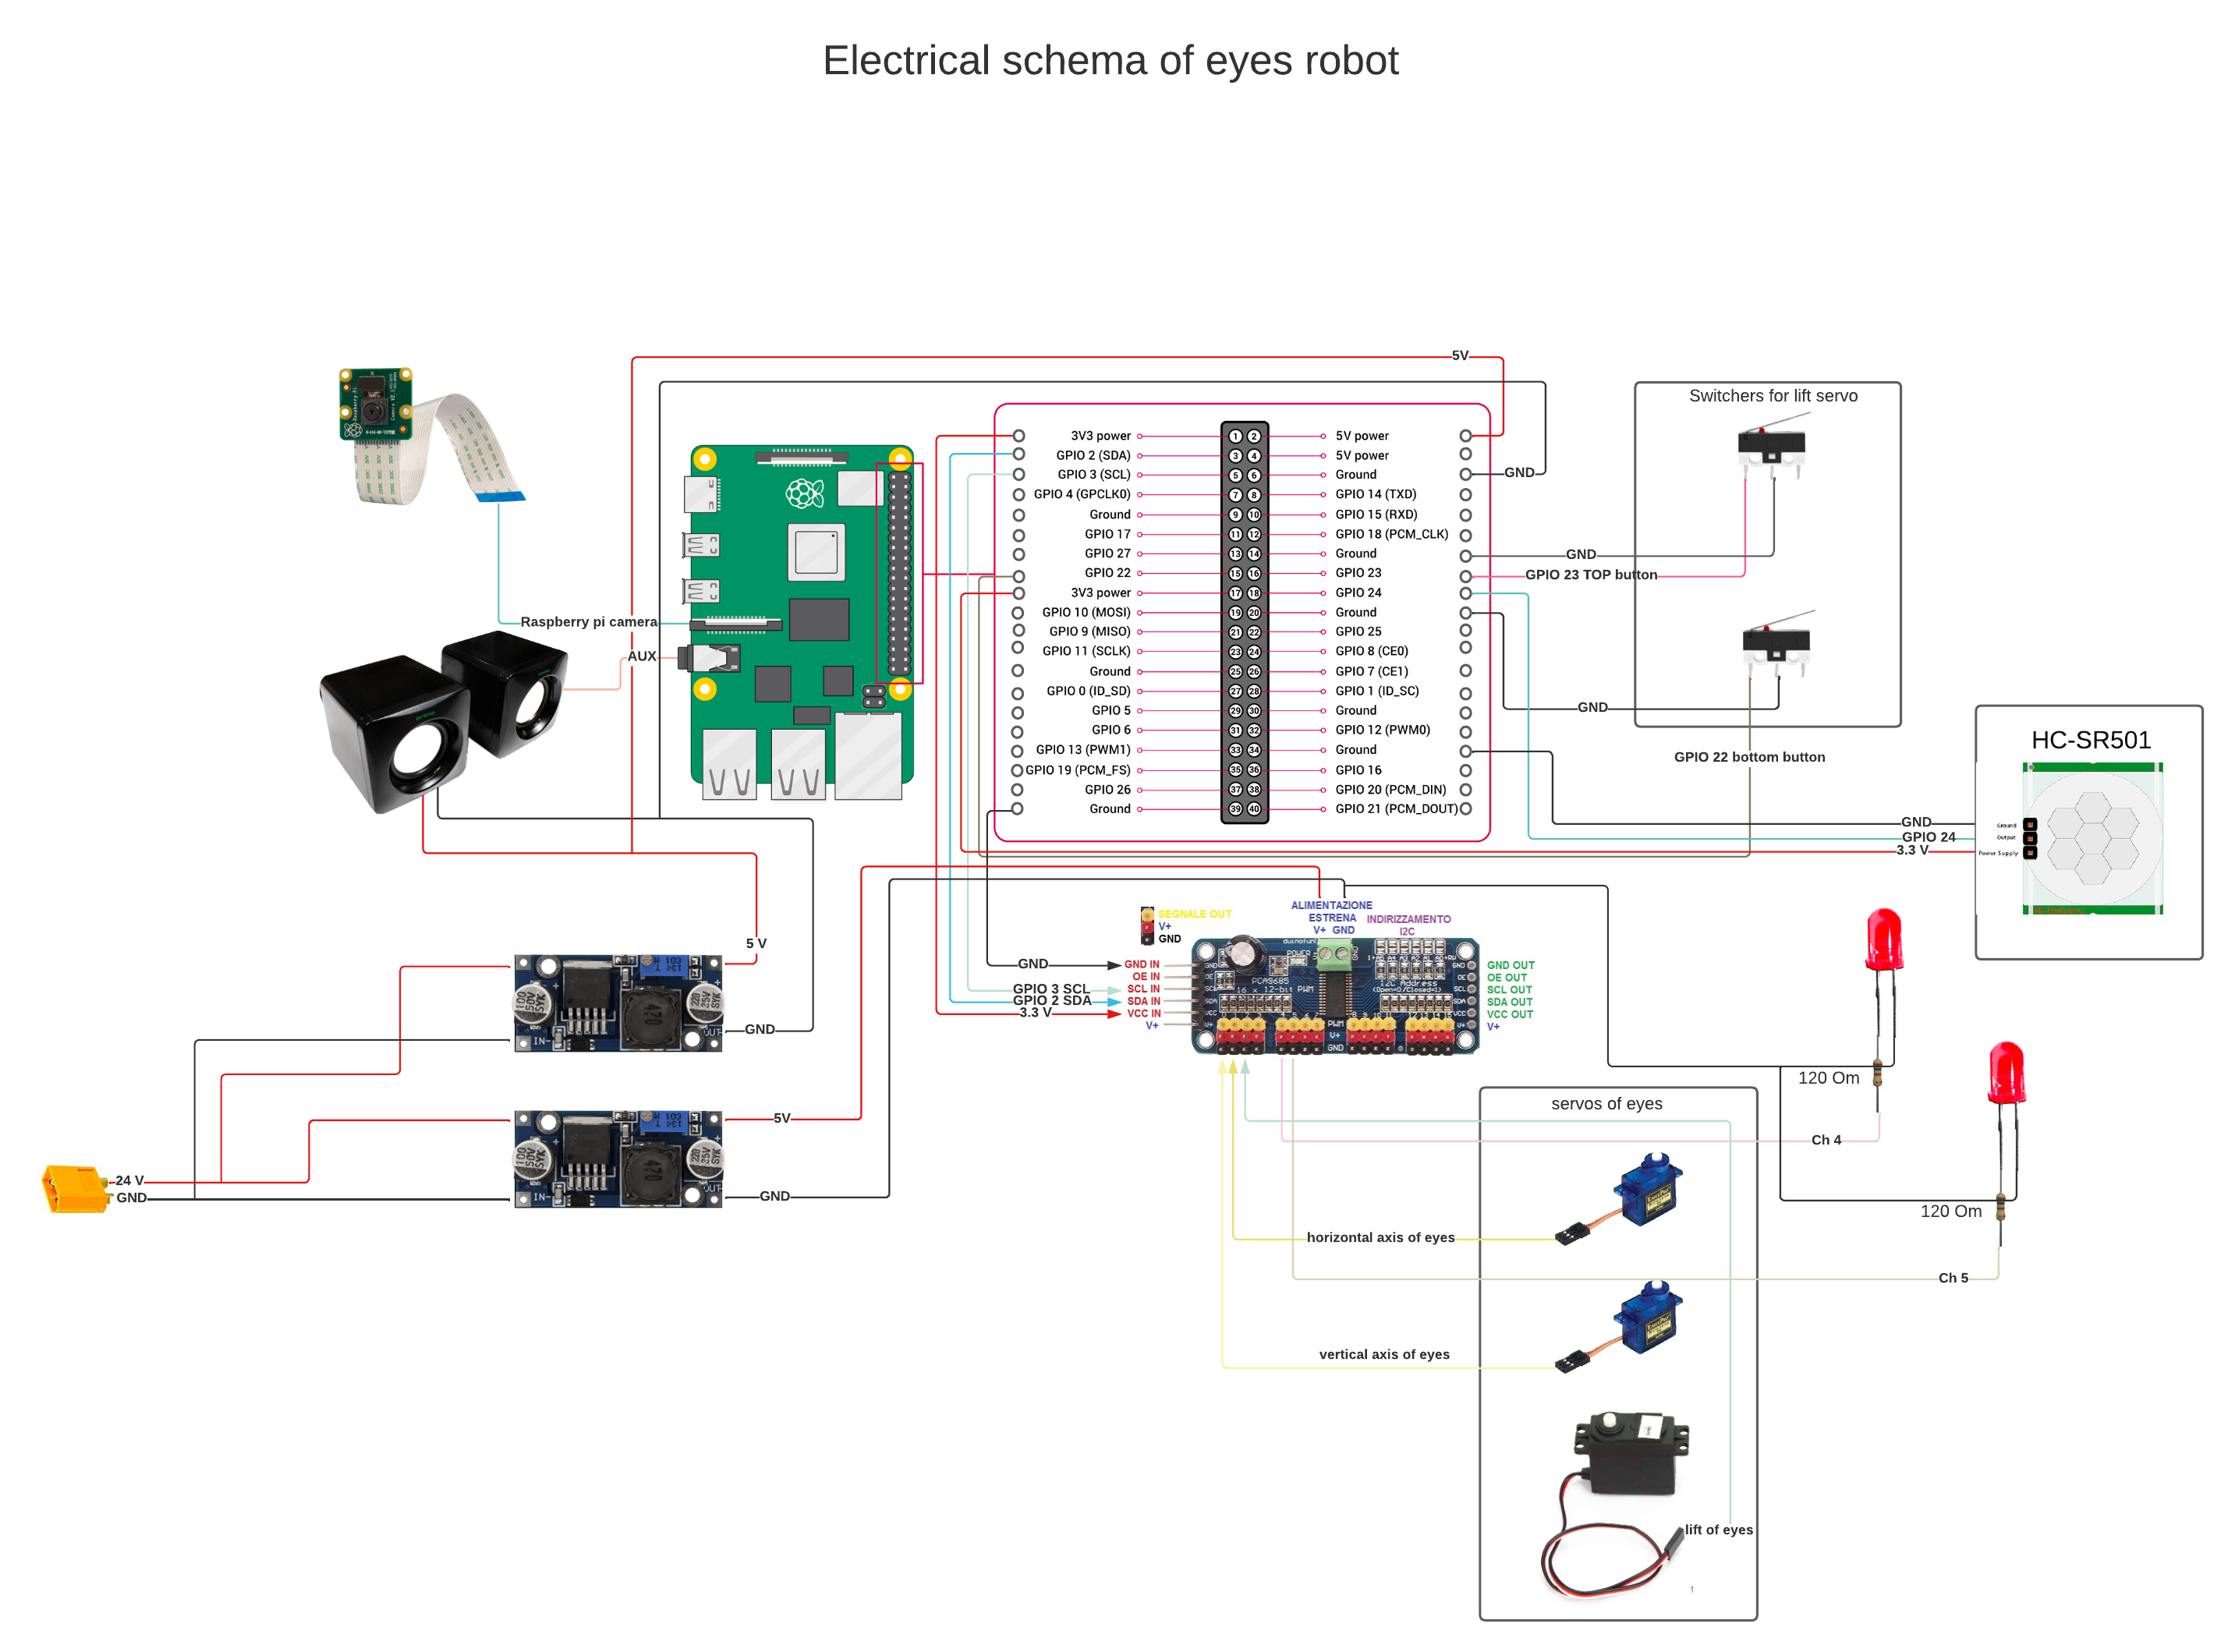 Electrical schema of eyes robot
5V
GND
Switchers for lift servo
3V3 power 1 2 5V power
GPIO 2 (SDA) 3 4 5V power
GPIO 3 (SCL) 5 6 Ground
GPIO 4 (GPCLK0) 7 8 GPIO 14 (TXD)
Ground 9 10 GPIO 15 (RXD)
GPIO 17 11 12 GPIO 18 (PCM_CLK)
GPIO 27 13 14 Ground
GPIO 22 15 16 GPIO 23
3V3 power 17 18 GPIO 24
GPIO 10 (MOSI) 19 20 Ground
GPIO 9 (MISO) 21 22 GPIO 25
GPIO 11 (SCLK) 23 24 GPIO 8 (CE0)
Ground 25 26 GPIO 7 (CE1)
GPIO 0 (ID_SD) 27 28 GPIO 1 (ID_SC)
GPIO 5 29 30 Ground
GPIO 6 31 32 GPIO 12 (PWM0)
GPIO 13 (PWM1) 33 34 Ground
GPIO 19 (PCM_FS) 35 36 GPIO 16
GPIO 26 37 38 GPIO 20 (PCM_DIN)
Ground 39 40 GPIO 21 (PCM_DOUT)
GND
GPIO 23 TOP button
GND
GPIO 22 bottom button
Raspberry pi camera
AUX
HC-SR501
Ground
Output
Power Supply
GND
GPIO 24
3.3 V
5 V
GND
IN-
5V
GND
IN-
24 V
GND
SEGNALE OUT
V+
GND
ALIMENTAZIONE
ESTRENA
V+ GND
INDIRIZZAMENTO
I2C
GND
GPIO 3 SCL
GPIO 2 SDA
3.3 V
GND IN
OE IN
SCL IN
SDA IN
VCC IN
V+
POWER
PCA9685
16 x 12-bit PWM
I2C Address
(Open=0/Closed=1)
PWM
V+
GND
GND OUT
OE OUT
SCL OUT
SDA OUT
VCC OUT
V+
120 Om
120 Om
Ch 4
Ch 5
servos of eyes
horizontal axis of eyes
vertical axis of eyes
lift of eyes